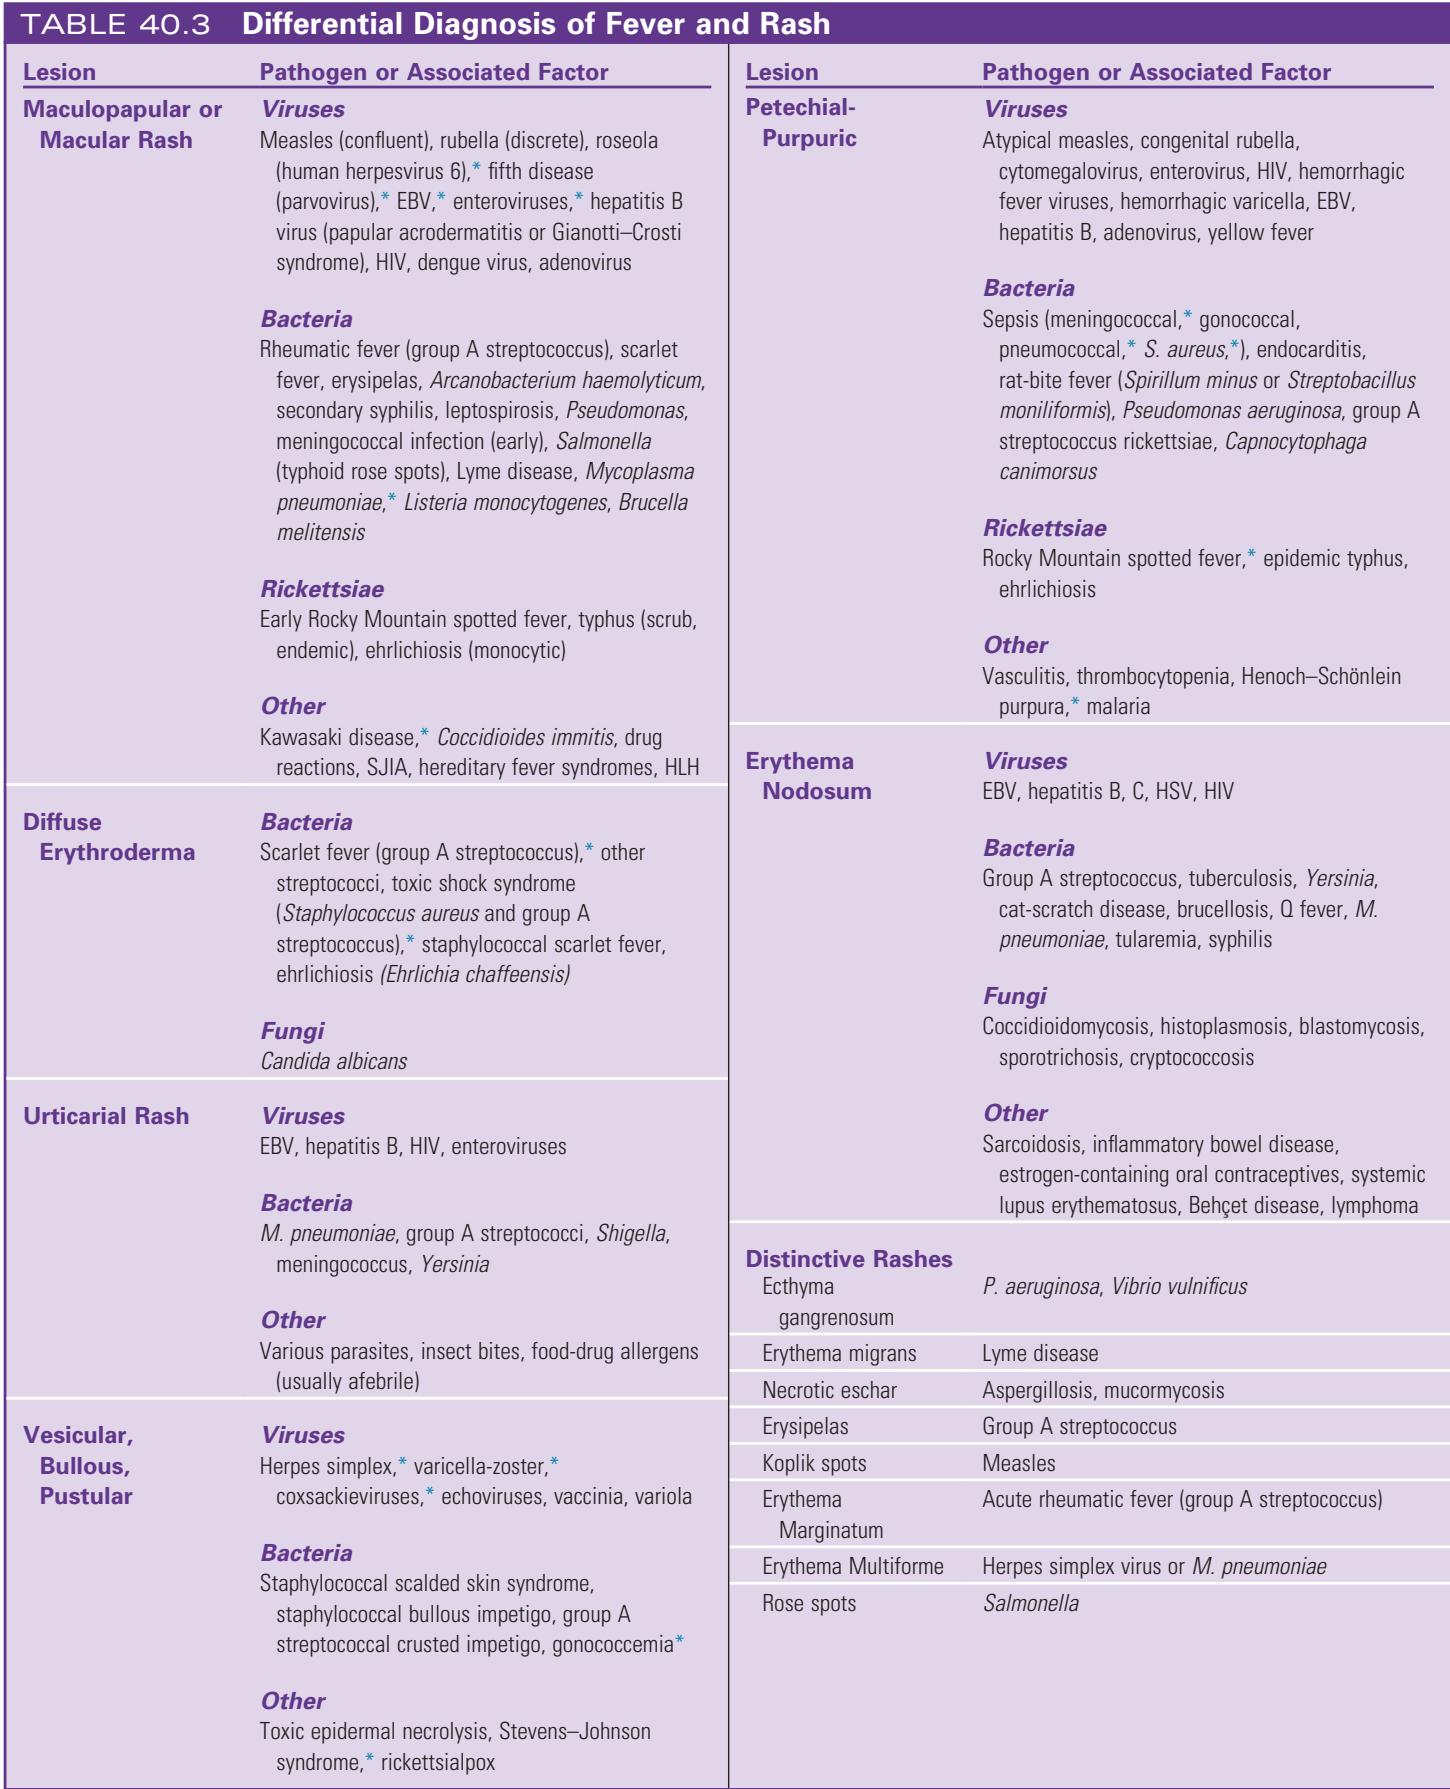 TABLE 40.3 Differential Diagnosis of Fever and Rash
Lesion Pathogen or Associated Factor
Maculopapular or
Macular Rash
Viruses
Measles (confluent), rubella (discrete), roseola
(human herpesvirus 6),* fifth disease
(parvovirus),* EBV,* enteroviruses,* hepatitis B
virus (papular acrodermatitis or Gianotti–Crosti
syndrome), HIV, dengue virus, adenovirus
Bacteria
Rheumatic fever (group A streptococcus), scarlet
fever, erysipelas, Arcanobacterium haemolyticum,
secondary syphilis, leptospirosis, Pseudomonas,
meningococcal infection (early), Salmonella
(typhoid rose spots), Lyme disease, Mycoplasma
pneumoniae,* Listeria monocytogenes, Brucella
melitensis
Rickettsiae
Early Rocky Mountain spotted fever, typhus (scrub,
endemic), ehrlichiosis (monocytic)
Other
Kawasaki disease,* Coccidioides immitis, drug
reactions, SJIA, hereditary fever syndromes, HLH
Diffuse
Erythroderma
Bacteria
Scarlet fever (group A streptococcus),* other
streptococci, toxic shock syndrome
(Staphylococcus aureus and group A
streptococcus),* staphylococcal scarlet fever,
ehrlichiosis (Ehrlichia chaffeensis)
Fungi
Candida albicans
Urticarial Rash
Viruses
EBV, hepatitis B, HIV, enteroviruses
Bacteria
M. pneumoniae, group A streptococci, Shigella,
meningococcus, Yersinia
Other
Various parasites, insect bites, food-drug allergens
(usually afebrile)
Vesicular,
Bullous,
Pustular
Viruses
Herpes simplex,* varicella-zoster,*
coxsackieviruses,* echoviruses, vaccinia, variola
Bacteria
Staphylococcal scalded skin syndrome,
staphylococcal bullous impetigo, group A
streptococcal crusted impetigo, gonococcemia*
Other
Toxic epidermal necrolysis, Stevens–Johnson
syndrome,* rickettsialpox
Lesion Pathogen or Associated Factor
Petechial-
Purpuric
Viruses
Atypical measles, congenital rubella,
cytomegalovirus, enterovirus, HIV, hemorrhagic
fever viruses, hemorrhagic varicella, EBV,
hepatitis B, adenovirus, yellow fever
Bacteria
Sepsis (meningococcal,* gonococcal,
pneumococcal,* S. aureus,*), endocarditis,
rat-bite fever (Spirillum minus or Streptobacillus
moniliformis), Pseudomonas aeruginosa, group A
streptococcus rickettsiae, Capnocytophaga
canimorsus
Rickettsiae
Rocky Mountain spotted fever,* epidemic typhus,
ehrlichiosis
Other
Vasculitis, thrombocytopenia, Henoch–Schönlein
purpura,* malaria
Erythema
Nodosum
Viruses
EBV, hepatitis B, C, HSV, HIV
Bacteria
Group A streptococcus, tuberculosis, Yersinia,
cat-scratch disease, brucellosis, Q fever, M.
pneumoniae, tularemia, syphilis
Fungi
Coccidioidomycosis, histoplasmosis, blastomycosis,
sporotrichosis, cryptococcosis
Other
Sarcoidosis, inflammatory bowel disease,
estrogen-containing oral contraceptives, systemic
lupus erythematosus, Behçet disease, lymphoma
Distinctive Rashes
Ecthyma
gangrenosum
P. aeruginosa, Vibrio vulnificus
Erythema migrans Lyme disease
Necrotic eschar Aspergillosis, mucormycosis
Erysipelas Group A streptococcus
Koplik spots Measles
Erythema
Marginatum
Acute rheumatic fever (group A streptococcus)
Erythema Multiforme Herpes simplex virus or M. pneumoniae
Rose spots Salmonella